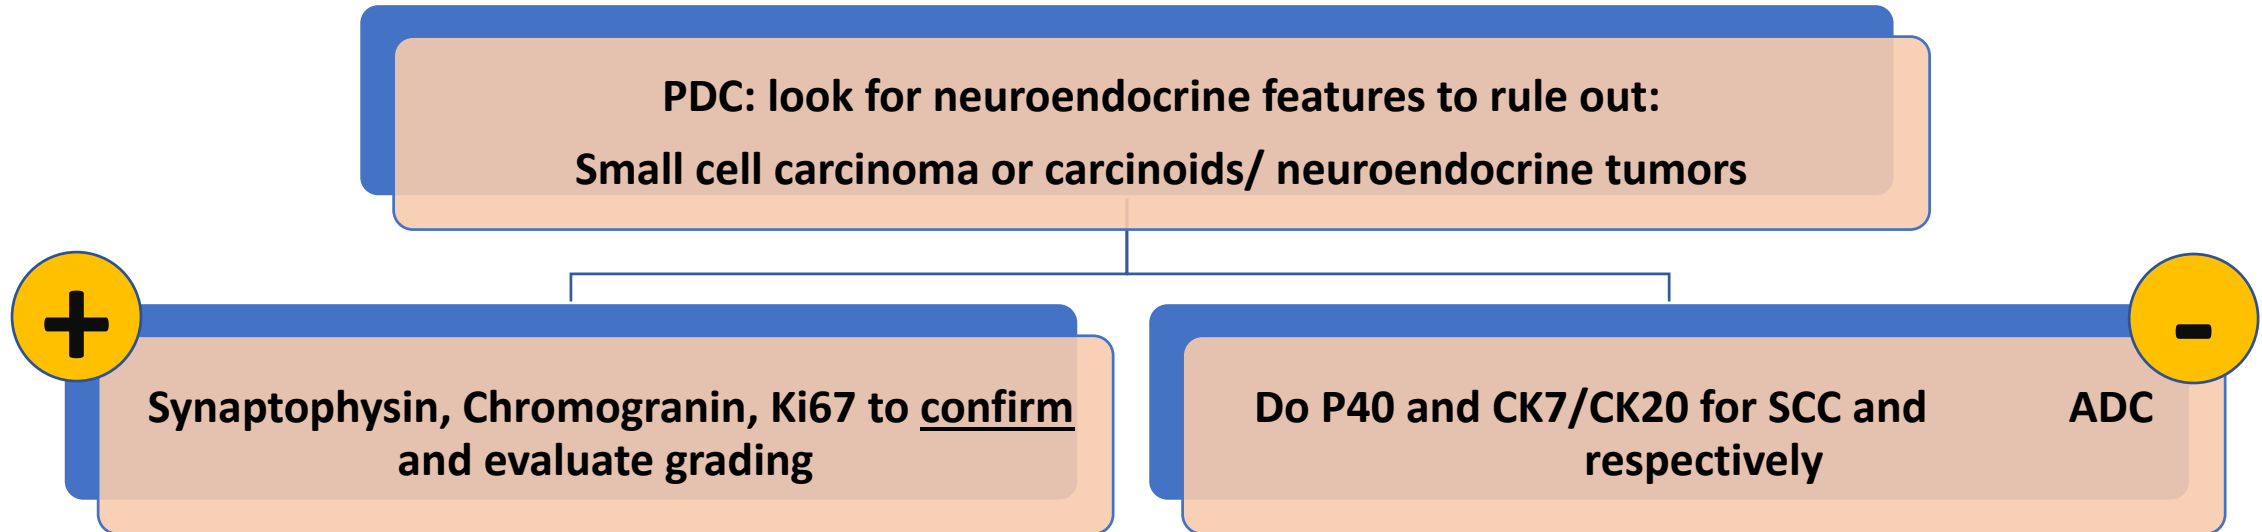 PDC: look for neuroendocrine features to rule out:
Small cell carcinoma or carcinoids/ neuroendocrine tumors
+
-
Synaptophysin, Chromogranin, Ki67 to confirm
and evaluate grading
Do P40 and CK7/CK20 for SCC and ADC
respectively